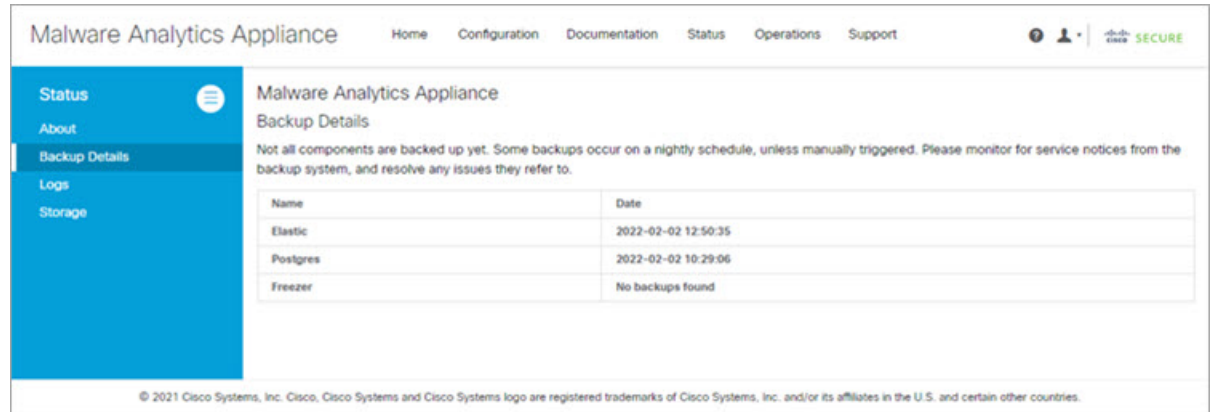 Malware Analytics Appliance Home Configuration Documentation Status Operations Support cisco SECURE
Status
About
Backup Details
Logs
Storage
Malware Analytics Appliance
Backup Details
Not all components are backed up yet. Some backups occur on a nightly schedule, unless manually triggered. Please monitor for service notices from the
backup system, and resolve any issues they refer to.
Name Date
Elastic 2022-02-02 12:50:35
Postgres 2022-02-02 10:29:06
Freezer No backups found
© 2021 Cisco Systems, Inc. Cisco, Cisco Systems and Cisco Systems logo are registered trademarks of Cisco Systems, Inc. and/or its affiliates in the U.S. and certain other countries.